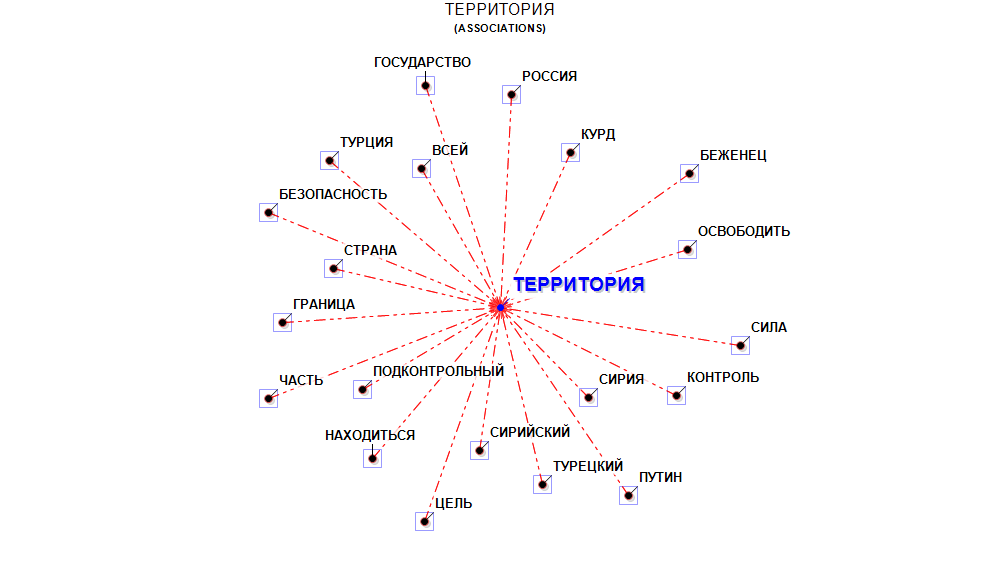 ТЕРРИТОРИЯ
(ASSOCIATIONS)
ГОСУДАРСТВО
РОССИЯ
КУРД
ТУРЦИЯ
ВСЕЙ
БЕЖЕНЕЦ
БЕЗОПАСНОСТЬ
ОСВОБОДИТЬ
СТРАНА
ТЕРРИТОРИЯ
ГРАНИЦА
СИЛА
ПОДКОНТРОЛЬНЫЙ
ЧАСТЬ
СИРИЯ
КОНТРОЛЬ
НАХОДИТЬСЯ
СИРИЙСКИЙ
ТУРЕЦКИЙ
ПУТИН
ЦЕЛЬ